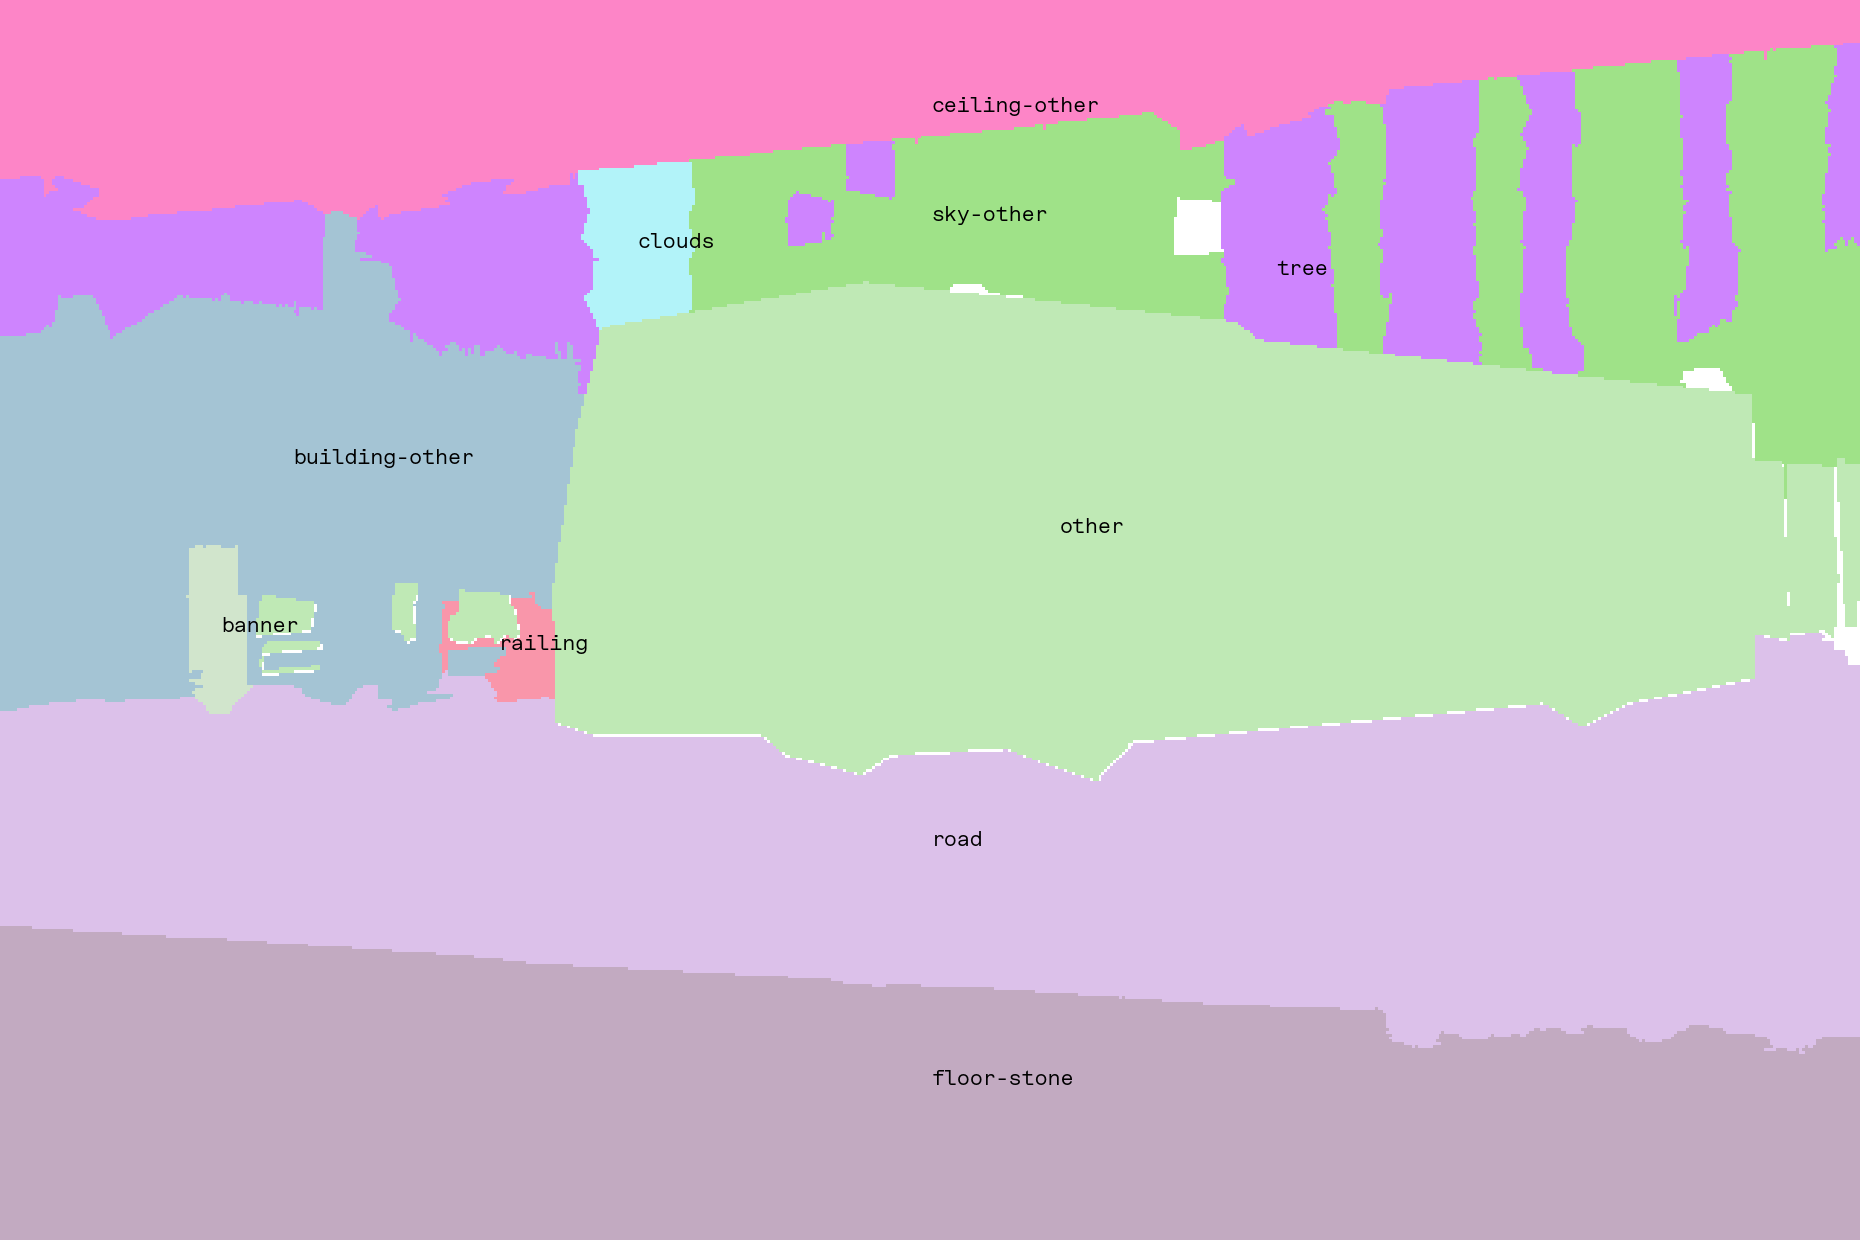 ceiling-other
sky-other
clouds
tree
building-other
other
banner
railing
road
floor-stone